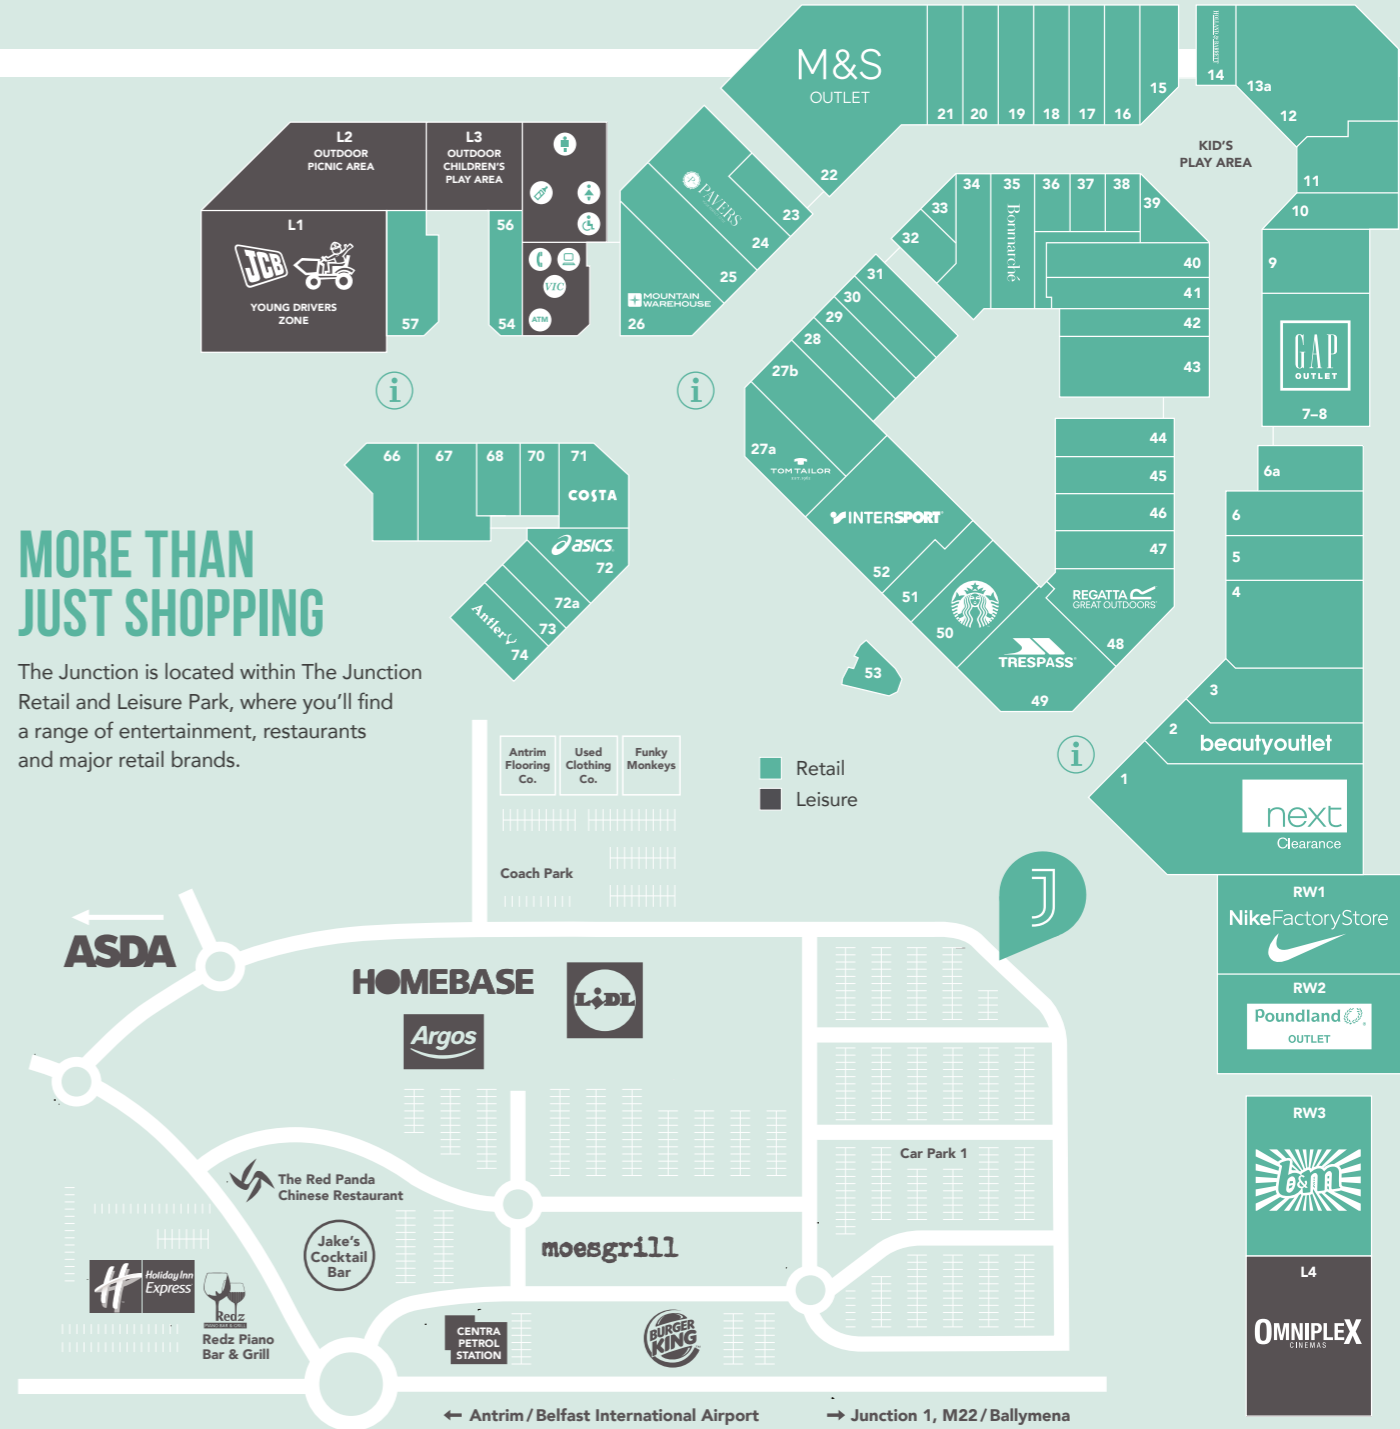 M&S
OUTLET
22
21
20
19
18
17
16
15
14
13a
12
11
10
KID'S
PLAY AREA
L2
OUTDOOR
PICNIC AREA
L3
OUTDOOR
CHILDREN'S
PLAY AREA
L1
JCB
YOUNG DRIVERS
ZONE
57
56
54
VIC
ATM
PAVERS
23
24
25
MOUNTAIN
WAREHOUSE
26
i
i
34
35
36
37
38
39
33
32
Bonmarché
40
41
42
43
31
30
29
28
27b
27a
TOM TAILOR
9
GAP
OUTLET
7–8
44
45
46
47
6a
6
5
4
3
2
66
67
68
70
71
COSTA
asics
72
72a
73
Antler
74
INTERSPORT
52
51
50
REGATTA
GREAT OUTDOORS
48
TRESPASS
49
53
MORE THAN
JUST SHOPPING
The Junction is located within The Junction
Retail and Leisure Park, where you'll find
a range of entertainment, restaurants
and major retail brands.
beautyoutlet
i
1
next
Clearance
Antrim
Flooring
Co.
Used
Clothing
Co.
Funky
Monkeys
Retail
Leisure
Coach Park
J
RW1
NikeFactoryStore
RW2
Poundland
OUTLET
RW3
b&m
L4
OMNIPLEX
CINEMAS
ASDA
HOMEBASE
LIDL
Argos
Car Park 1
The Red Panda
Chinese Restaurant
Jake's
Cocktail
Bar
moesgrill
H
Holiday Inn
Express
Redz
PIANO BAR & GRILL
Redz Piano
Bar & Grill
CENTRA
PETROL
STATION
BURGER
KING
← Antrim/Belfast International Airport
→ Junction 1, M22/Ballymena